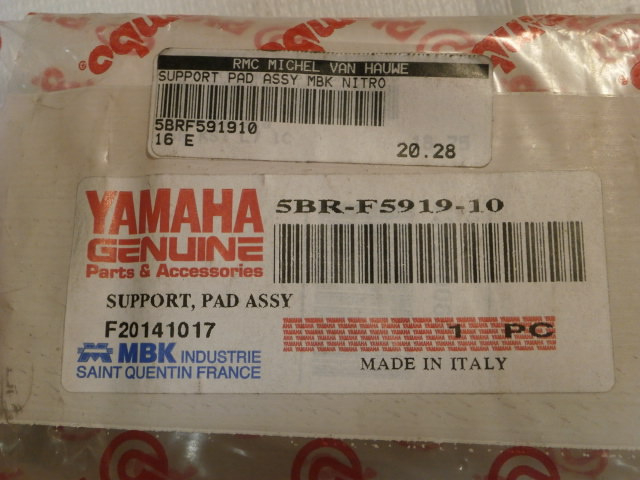 RMC MICHEL VAN HAUWE
SUPPORT PAD ASSY MBK NITRO
5BRF591910
16 E
20.28
YAMAHA
GENUINE
Parts & Accessories
5BR-F5919-10
SUPPORT, PAD ASSY
F20141017
1 PC
MBK INDUSTRIE
SAINT QUENTIN FRANCE
MADE IN ITALY